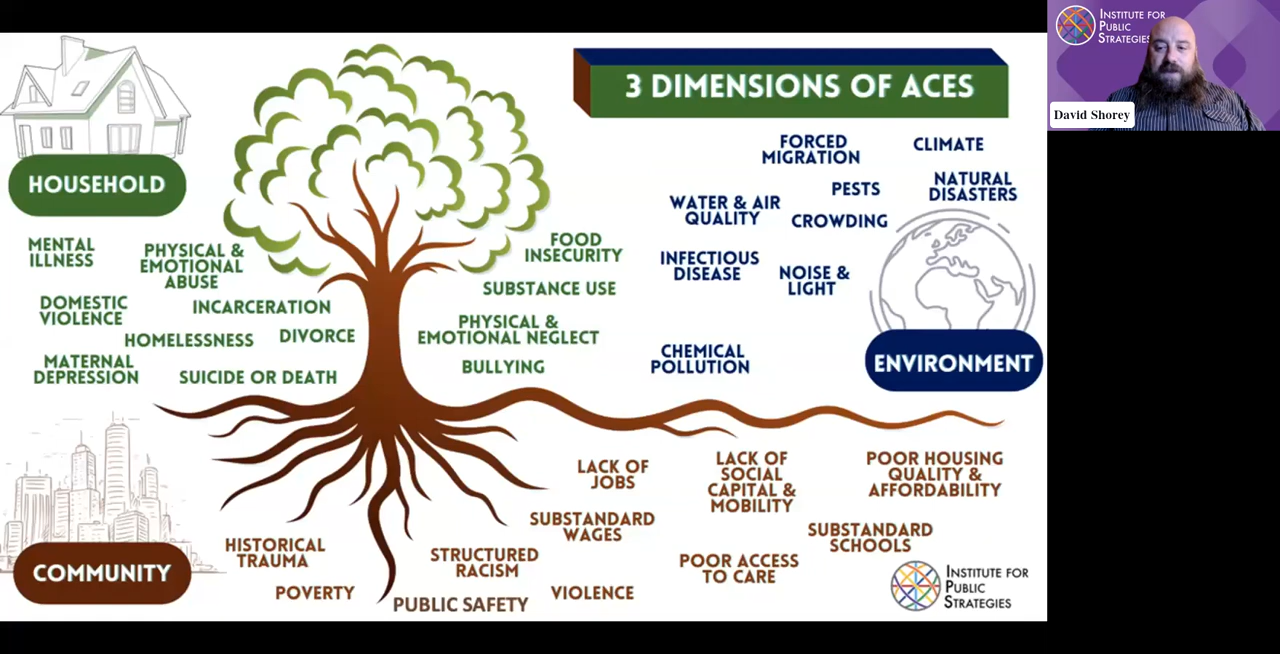 3 DIMENSIONS OF ACES
INSTITUTE FOR
PUBLIC
STRATEGIES
David Shorey
HOUSEHOLD
MENTAL
ILLNESS
PHYSICAL &
EMOTIONAL
ABUSE
DOMESTIC
VIOLENCE
INCARCERATION
HOMELESSNESS
DIVORCE
MATERNAL
DEPRESSION
SUICIDE OR DEATH
FOOD
INSECURITY
SUBSTANCE USE
PHYSICAL &
EMOTIONAL NEGLECT
BULLYING
FORCED
MIGRATION
CLIMATE
PESTS
NATURAL
DISASTERS
WATER & AIR
QUALITY
CROWDING
INFECTIOUS
DISEASE
NOISE &
LIGHT
CHEMICAL
POLLUTION
ENVIRONMENT
LACK OF
JOBS
LACK OF
SOCIAL
CAPITAL &
MOBILITY
POOR HOUSING
QUALITY &
AFFORDABILITY
SUBSTANDARD
WAGES
SUBSTANDARD
SCHOOLS
HISTORICAL
TRAUMA
STRUCTURED
RACISM
POOR ACCESS
TO CARE
COMMUNITY
POVERTY
PUBLIC SAFETY
VIOLENCE
INSTITUTE FOR
PUBLIC
STRATEGIES